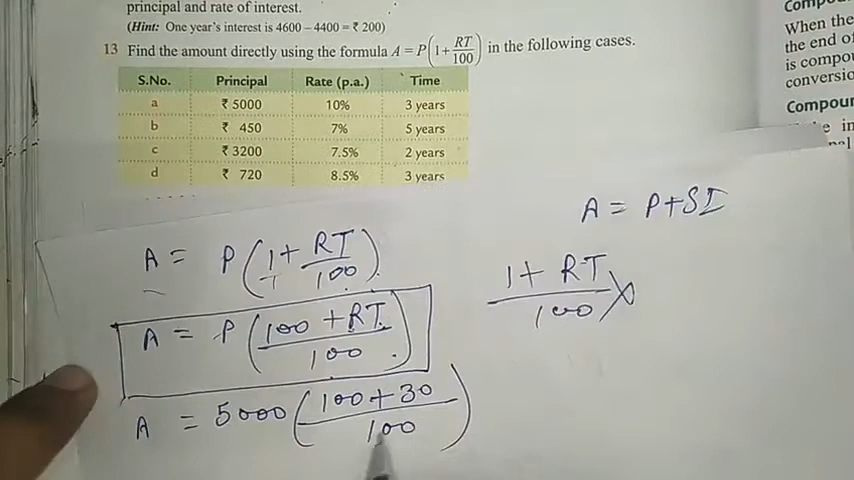 principal and rate of interest.
(Hint: One year's interest is 4600 – 4400 = ₹ 200)
13 Find the amount directly using the formula A = P(1 + RT/100) in the following cases.
S.No. Principal Rate (p.a.) Time
a ₹ 5000 10% 3 years
b ₹ 450 7% 5 years
c ₹ 3200 7.5% 2 years
d ₹ 720 8.5% 3 years
When the
the end of
is compou
conversio
Compoun
A = P+SI
A = P(1 + RT/100)
1 + RT/100
A = P(100 + RT/100)
A = 5000(100 + 30/100)